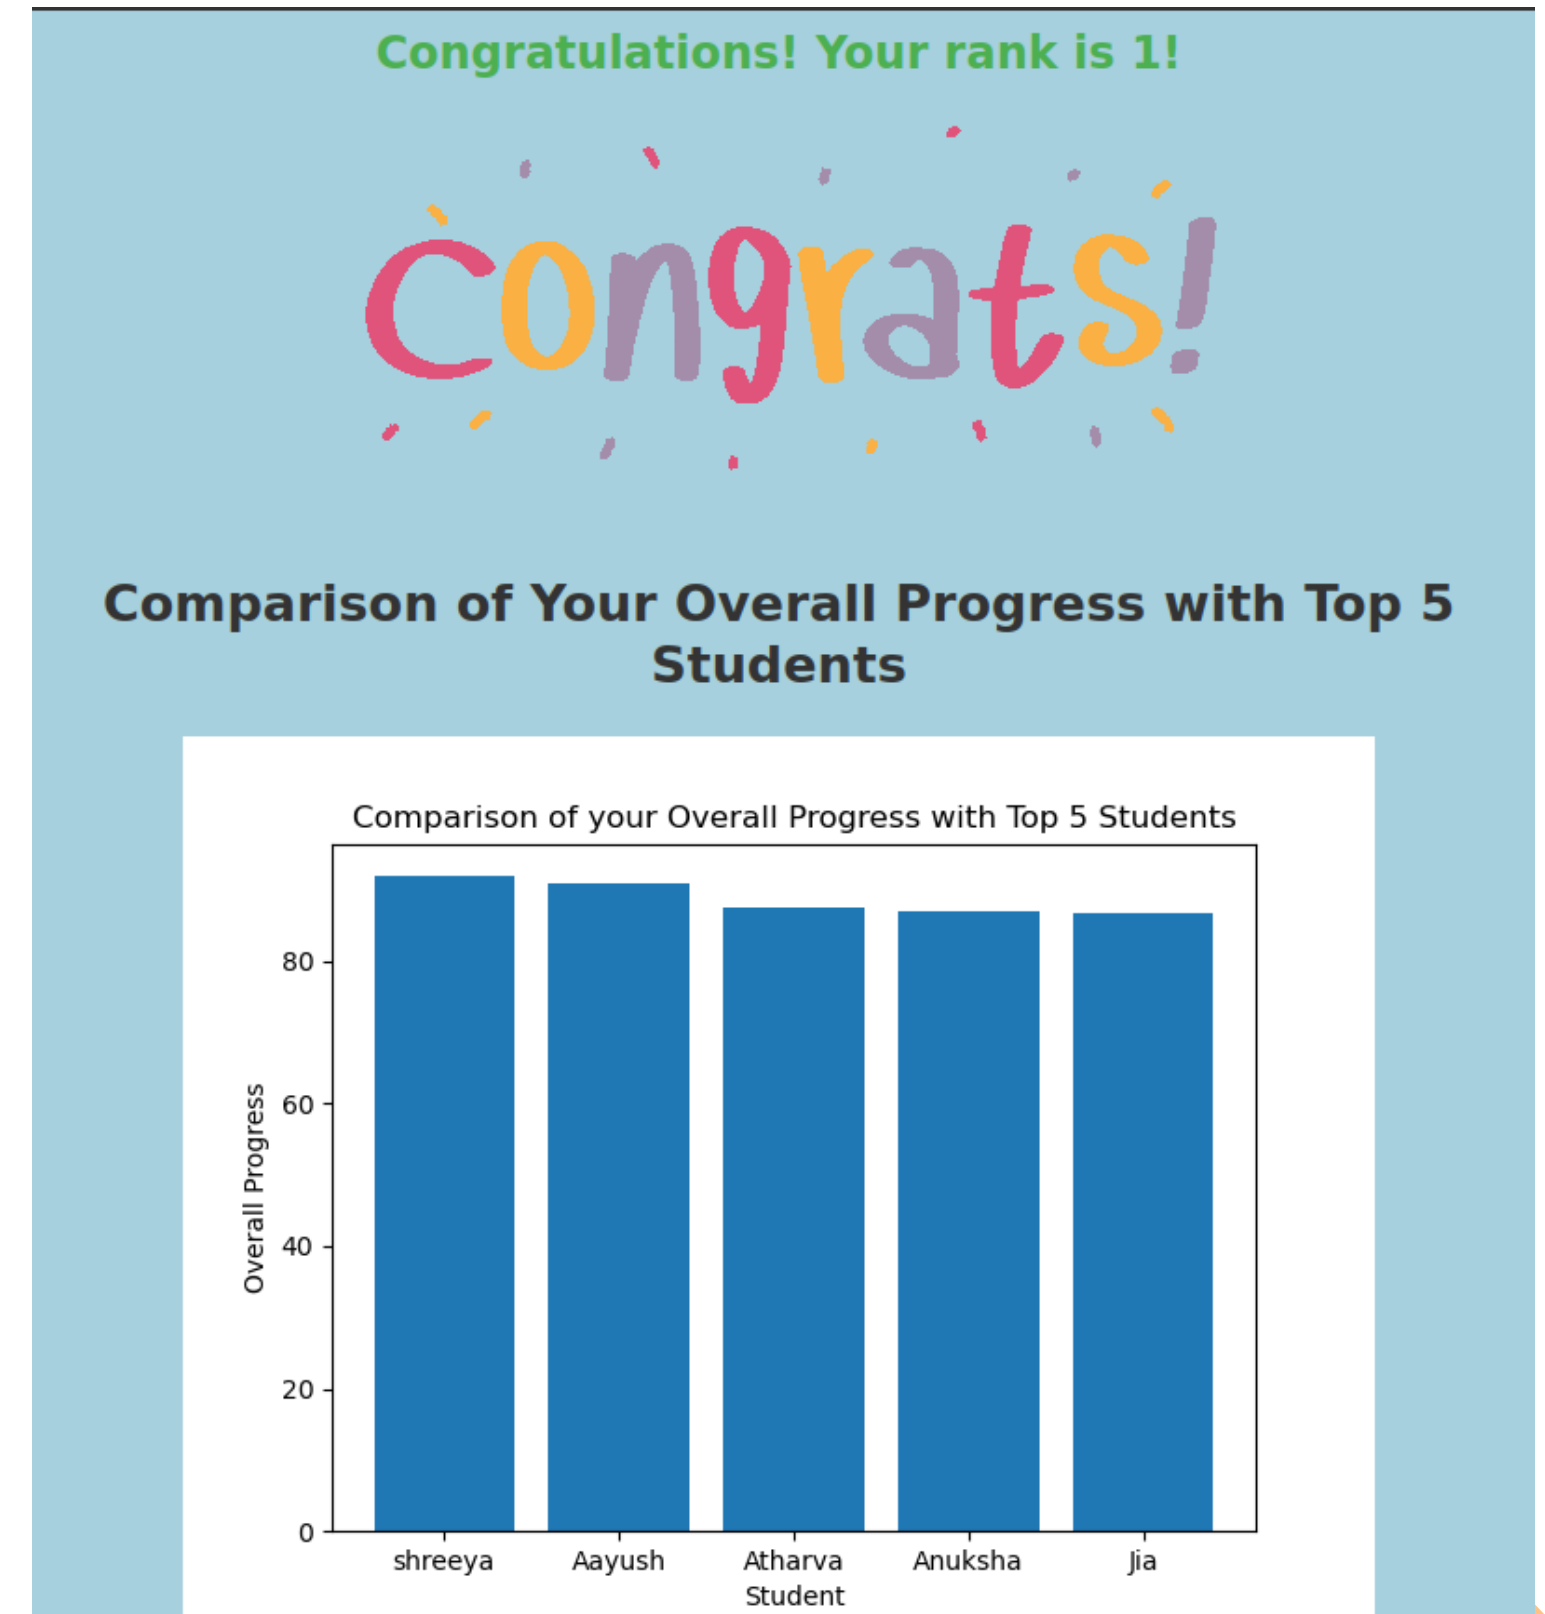 Congratulations! Your rank is 1!
congrats!
Comparison of Your Overall Progress with Top 5
Students
Comparison of your Overall Progress with Top 5 Students
80
60
40
20
0
Overall Progress
shreeya Aayush Atharva Anuksha Jia
Student